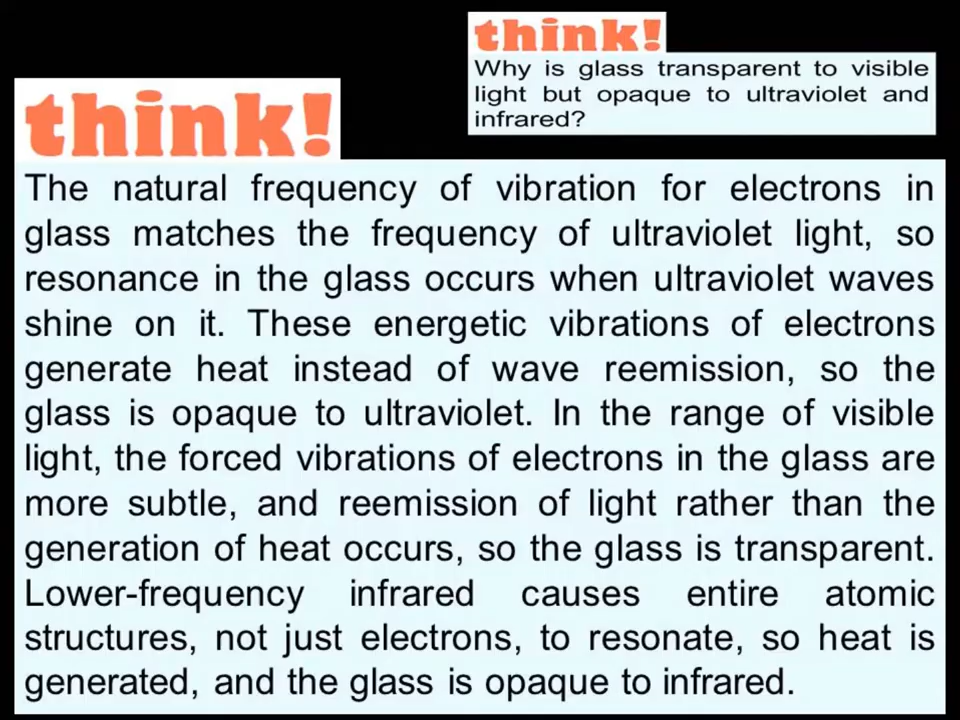 think!
Why is glass transparent to visible
light but opaque to ultraviolet and
infrared?
think!
The natural frequency of vibration for electrons in
glass matches the frequency of ultraviolet light, so
resonance in the glass occurs when ultraviolet waves
shine on it. These energetic vibrations of electrons
generate heat instead of wave reemission, so the
glass is opaque to ultraviolet. In the range of visible
light, the forced vibrations of electrons in the glass are
more subtle, and reemission of light rather than the
generation of heat occurs, so the glass is transparent.
Lower-frequency infrared causes entire atomic
structures, not just electrons, to resonate, so heat is
generated, and the glass is opaque to infrared.